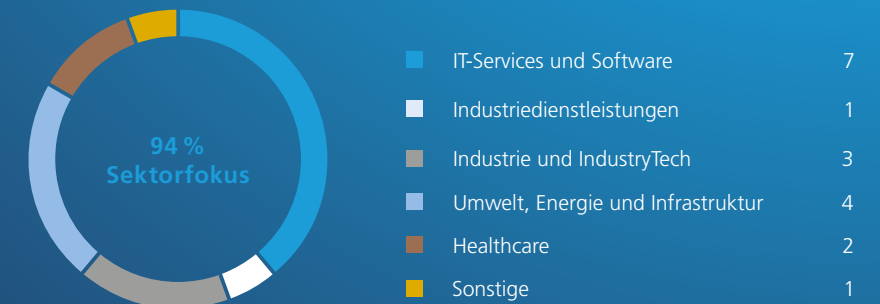 94 %
Sektorfokus
IT-Services und Software 7
Industriedienstleistungen 1
Industrie und IndustryTech 3
Umwelt, Energie und Infrastruktur 4
Healthcare 2
Sonstige 1